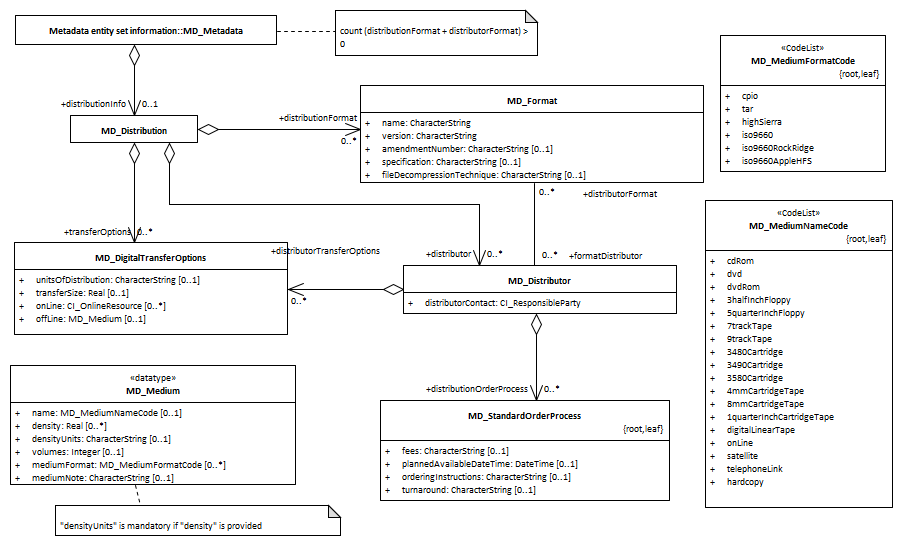 Metadata entity set information::MD_Metadata
count (distributionFormat + distributorFormat) >
0
+distributionInfo
0..1
MD_Distribution
+distributionFormat
0..*
MD_Format
+ name: CharacterString
+ version: CharacterString
+ amendmentNumber: CharacterString [0..1]
+ specification: CharacterString [0..1]
+ fileDecompressionTechnique: CharacterString [0..1]
«CodeList»
MD_MediumFormatCode
{root,leaf}
+ cpio
+ tar
+ highSierra
+ iso9660
+ iso9660RockRidge
+ iso9660AppleHFS
0..*
+distributorFormat
+transferOptions
0..*
+distributor
0..*
0..*
+formatDistributor
MD_DigitalTransferOptions
+ unitsOfDistribution: CharacterString [0..1]
+ transferSize: Real [0..1]
+ onLine: CI_OnlineResource [0..*]
+ offLine: MD_Medium [0..1]
+distributorTransferOptions
0..*
MD_Distributor
+ distributorContact: CI_ResponsibleParty
«CodeList»
MD_MediumNameCode
{root,leaf}
+ cdRom
+ dvd
+ dvdRom
+ 3halfInchFloppy
+ 5quarterInchFloppy
+ 7trackTape
+ 9trackTape
+ 3480Cartridge
+ 3490Cartridge
+ 3580Cartridge
+ 4mmCartridgeTape
+ 8mmCartridgeTape
+ 1quarterInchCartridgeTape
+ digitalLinearTape
+ onLine
+ satellite
+ telephoneLink
+ hardcopy
«datatype»
MD_Medium
+ name: MD_MediumNameCode [0..1]
+ density: Real [0..*]
+ densityUnits: CharacterString [0..1]
+ volumes: Integer [0..1]
+ mediumFormat: MD_MediumFormatCode [0..*]
+ mediumNote: CharacterString [0..1]
+distributionOrderProcess
0..*
MD_StandardOrderProcess
{root,leaf}
+ fees: CharacterString [0..1]
+ plannedAvailableDateTime: DateTime [0..1]
+ orderingInstructions: CharacterString [0..1]
+ turnaround: CharacterString [0..1]
"densityUnits" is mandatory if "density" is provided